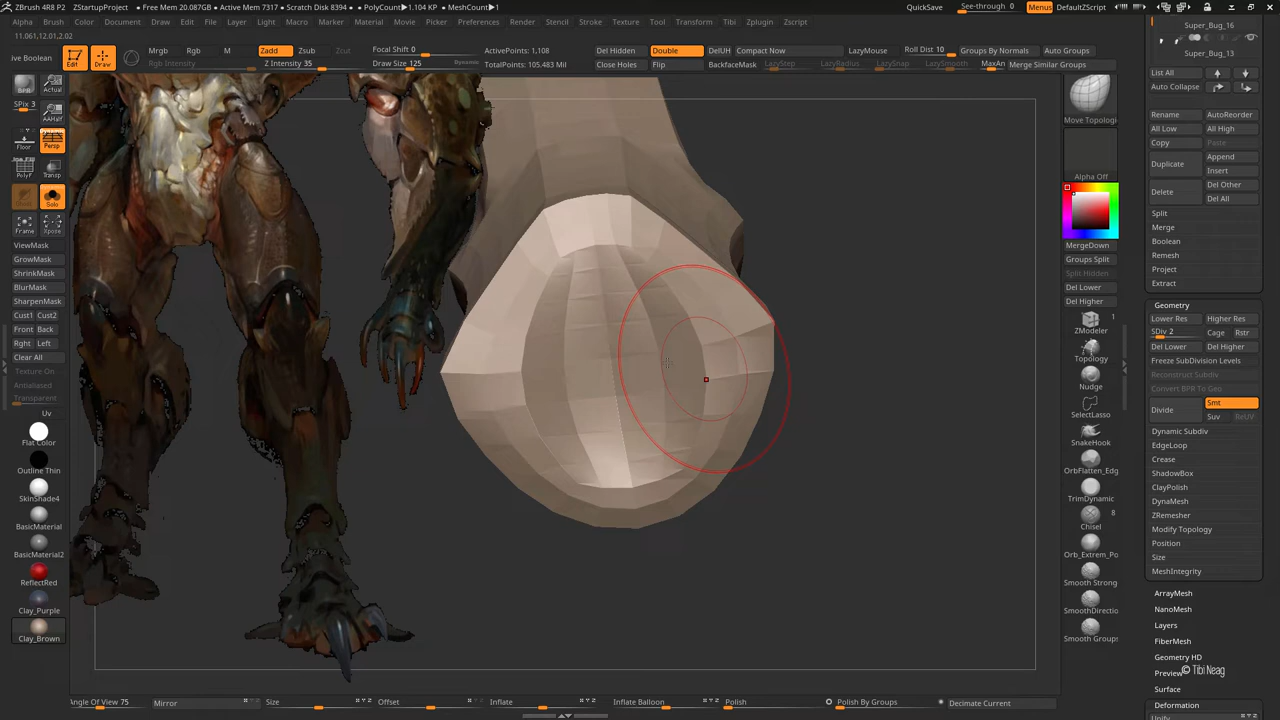 ZBrush 4R8 P2 ZStartupProject • Free Mem 20.087GB • Active Mem 7317 • Scratch Disk 8394 • PolyCount 1.104 KP • MeshCount 1
QuickSave See-through 0 Menus DefaultZScript
Alpha Brush Color Document Draw Edit File Layer Light Macro Marker Material Movie Picker Preferences Render Stencil Stroke Texture Tool Transform Tibi Zplugin Zscript
11.061,12.01,2.02
ive Boolean
Edit
Draw
Mrgb Rgb M Zadd Zsub Zcut
Rgb Intensity Z Intensity 35
Focal Shift 0
Draw Size 125 Dynamic
ActivePoints: 1,108
TotalPoints: 105.483 Mil
Del Hidden Double DelUH Compact Now LazyMouse Roll Dist 10 Groups By Normals Auto Groups
Close Holes Flip BackfaceMask LazyStep LazyRadius LazySnap LazySmooth MaxAn Merge Similar Groups
BPR
Actual
SPix 3
AAHalf
Floor
Dynamic
Persp
PolyF
Transp
Ghost
Solo
Frame
Xpose
ViewMask
GrowMask
ShrinkMask
BlurMask
SharpenMask
Cust1 Cust2
Front Back
Rght Left
Clear All
Texture On
Antialiased
Transparent
Uv
Flat Color
Outline Thin
SkinShade4
BasicMaterial
BasicMaterial2
ReflectRed
Clay_Purple
Clay_Brown
Move Topologi
Alpha Off
MergeDown
Groups Split
Split Hidden
Del Lower
Del Higher
1
ZModeler
Topology
Nudge
SelectLasso
SnakeHook
OrbFlatten_Edg
TrimDynamic
8
Chisel
Orb_Extrem_Po
Smooth Strong
SmoothDirectio
Smooth Groups
Super_Bug_16
Super_Bug_13
List All
Auto Collapse
Rename AutoReorder
All Low All High
Copy Paste
Duplicate Append
Insert
Delete Del Other
Del All
Split
Merge
Boolean
Remesh
Project
Extract
Geometry
Lower Res Higher Res
SDiv 2 Cage Rstr
Del Lower Del Higher
Freeze SubDivision Levels
Reconstruct Subdiv
Convert BPR To Geo
Divide Smt
Suv ReUV
Dynamic Subdiv
EdgeLoop
Crease
ShadowBox
ClayPolish
DynaMesh
ZRemesher
Modify Topology
Position
Size
MeshIntegrity
ArrayMesh
NanoMesh
Layers
FiberMesh
Geometry HD
Preview
© Tibi Neag
Surface
Deformation
Unify
Angle Of View 75 Mirror Size Offset Inflate Inflate Balloon Polish Polish By Groups Decimate Current